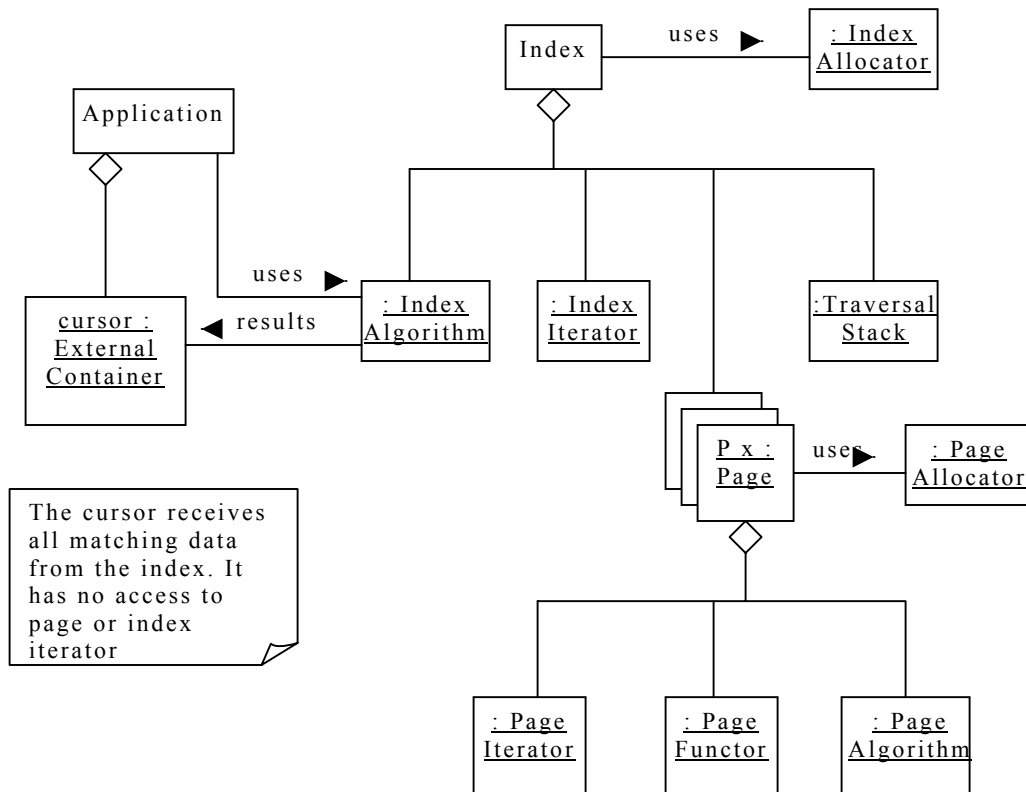 uses
Index
: Index
Allocator
Application
uses
results
cursor :
External
Container
: Index
Algorithm
: Index
Iterator
:Traversal
Stack
P x :
Page
uses
: Page
Allocator
The cursor receives
all matching data
from the index. It
has no access to
page or index
iterator
: Page
Iterator
: Page
Functor
: Page
Algorithm